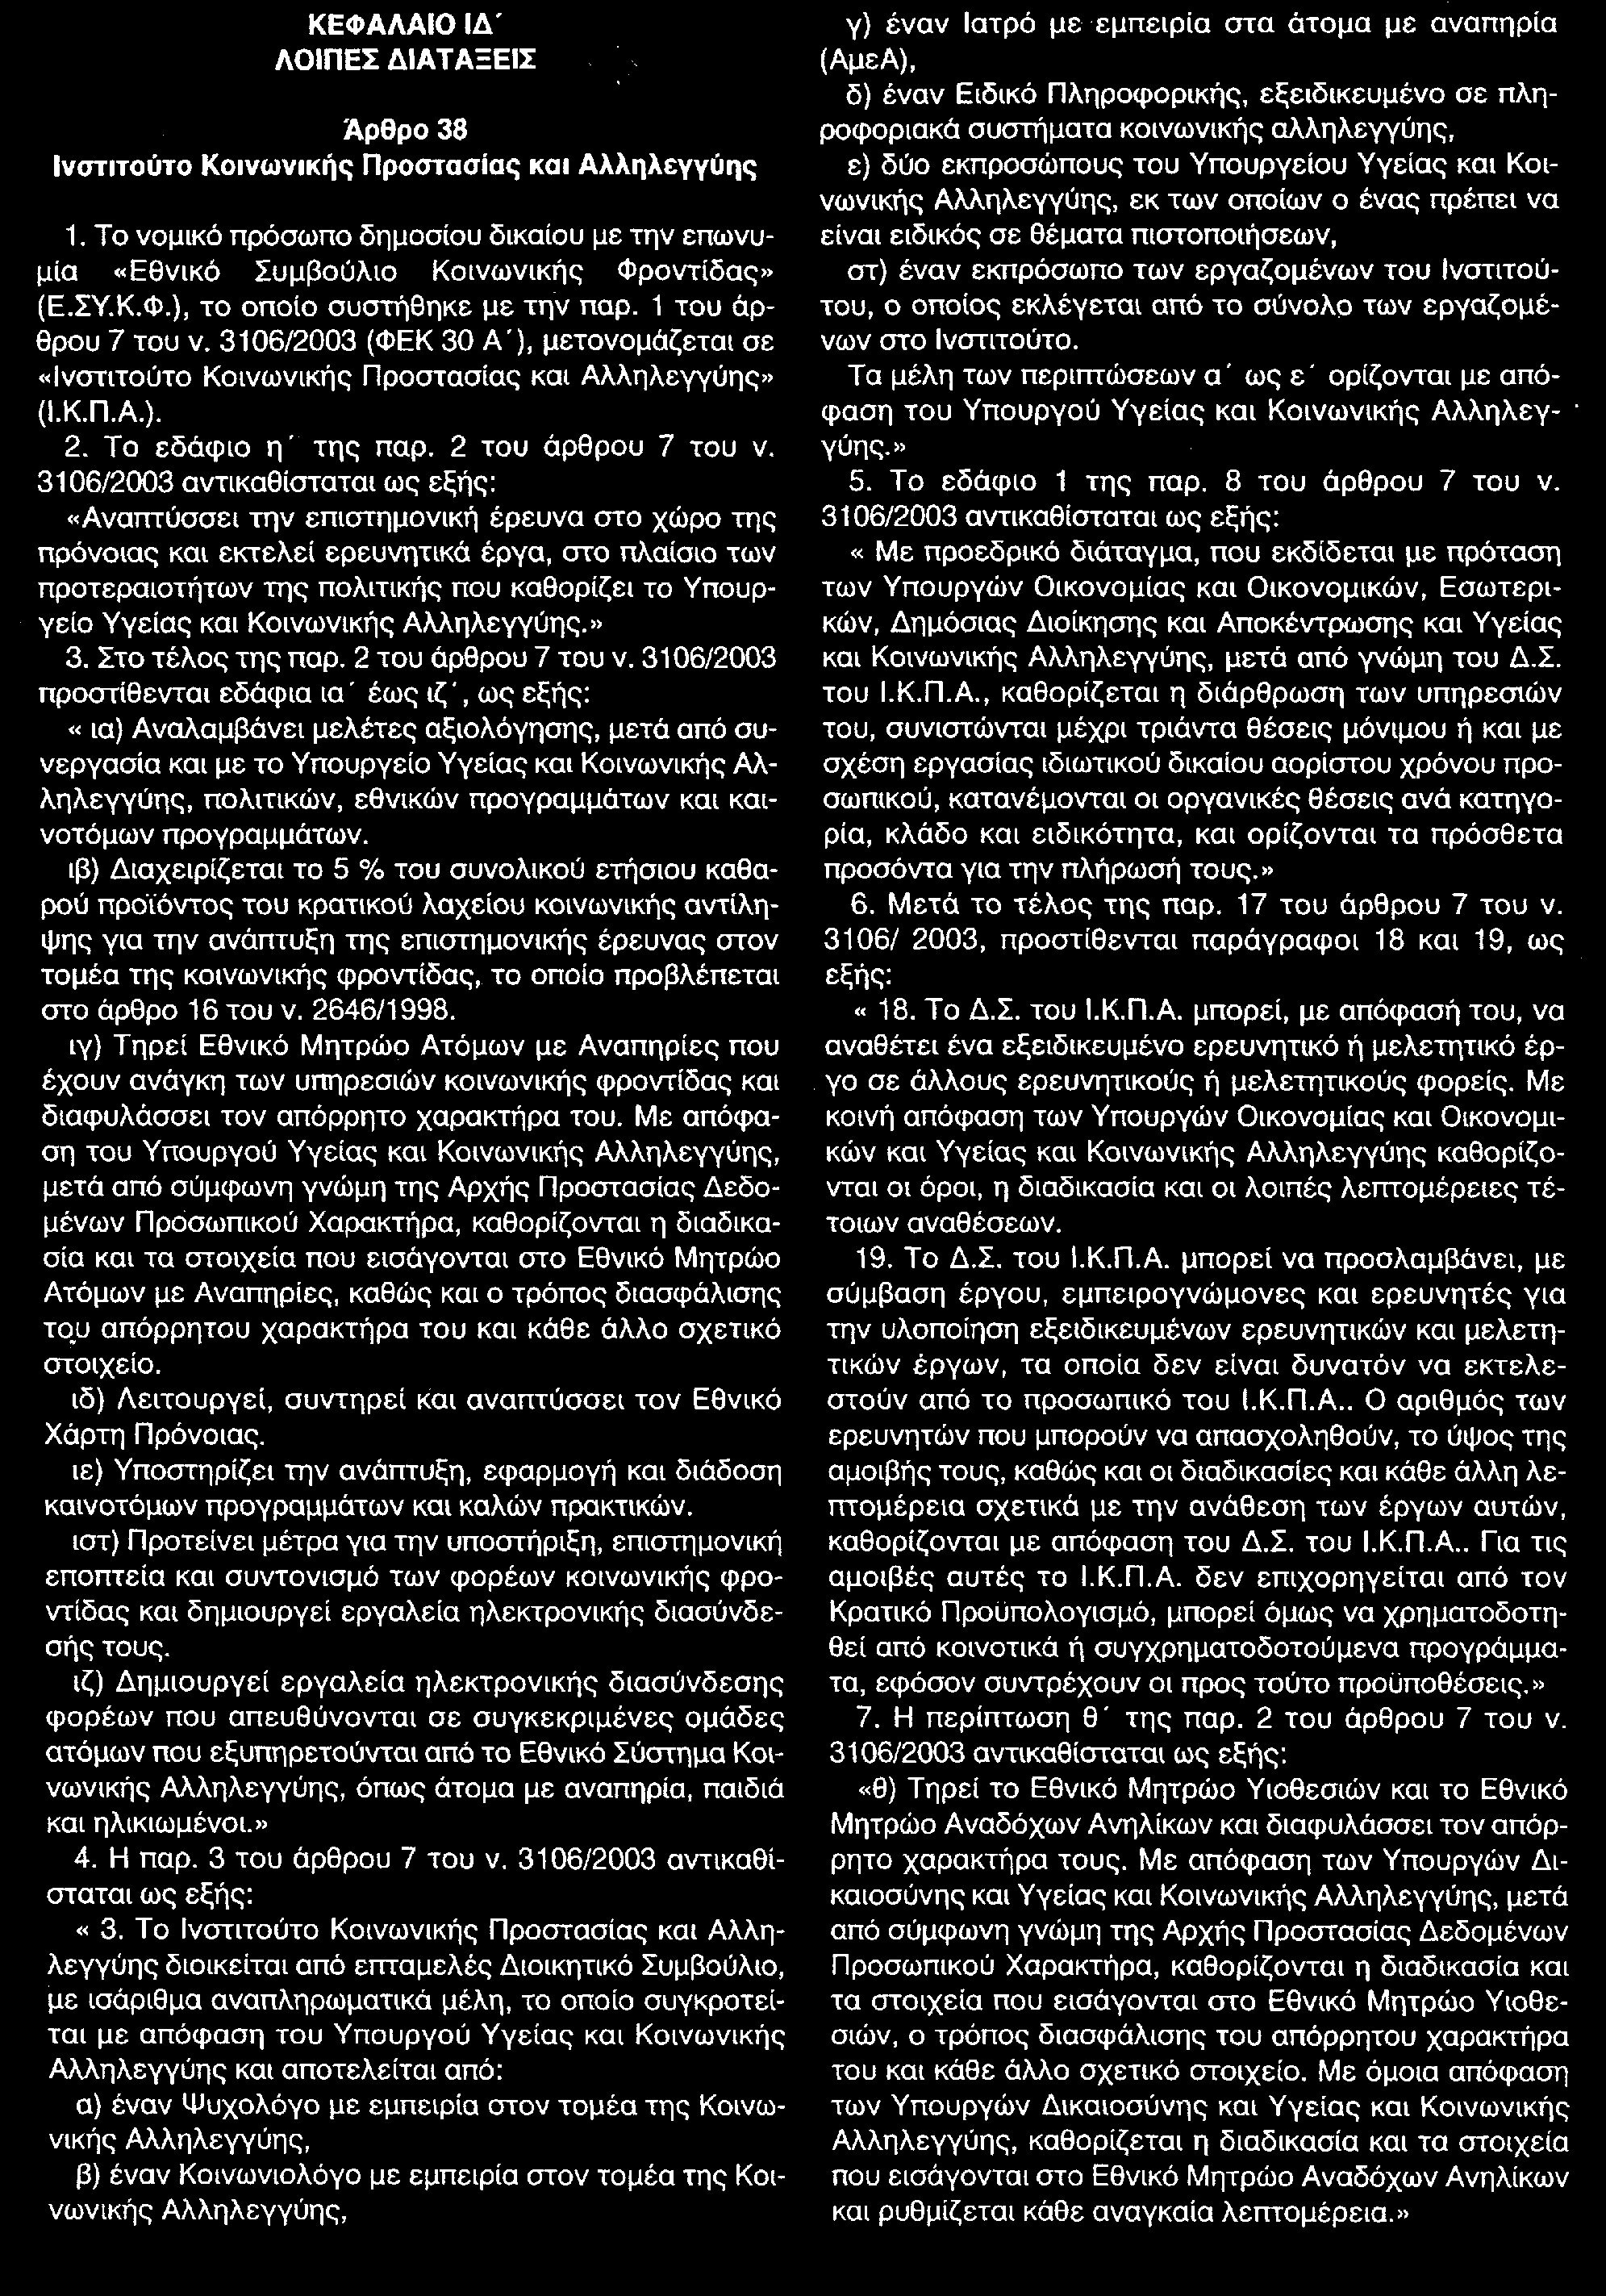 ΚΕΦΑΛΑΙΟ ΙΔ΄
ΛΟΙΠΕΣ ΔΙΑΤΑΞΕΙΣ
Άρθρο 38
Ινστιτούτο Κοινωνικής Προστασίας και Αλληλεγγύης
1. Το νομικό πρόσωπο δημοσίου δικαίου με την επωνυ-
μία «Εθνικό Συμβούλιο Κοινωνικής Φροντίδας»
(Ε.ΣΥ.Κ.Φ.), το οποίο συστήθηκε με την παρ. 1 του άρ-
θρου 7 του ν. 3106/2003 (ΦΕΚ 30 Α΄), μετονομάζεται σε
«Ινστιτούτο Κοινωνικής Προστασίας και Αλληλεγγύης»
(Ι.Κ.Π.Α.).
2. Το εδάφιο η΄ της παρ. 2 του άρθρου 7 του ν.
3106/2003 αντικαθίσταται ως εξής:
«Αναπτύσσει την επιστημονική έρευνα στο χώρο της
πρόνοιας και εκτελεί ερευνητικά έργα, στο πλαίσιο των
προτεραιοτήτων της πολιτικής που καθορίζει το Υπουρ-
γείο Υγείας και Κοινωνικής Αλληλεγγύης.»
3. Στο τέλος της παρ. 2 του άρθρου 7 του ν. 3106/2003
προστίθενται εδάφια ια΄ έως ιζ΄, ως εξής:
« ια) Αναλαμβάνει μελέτες αξιολόγησης, μετά από συ-
νεργασία και με το Υπουργείο Υγείας και Κοινωνικής Αλ-
ληλεγγύης, πολιτικών, εθνικών προγραμμάτων και και-
νοτόμων προγραμμάτων.
ιβ) Διαχειρίζεται το 5 % του συνολικού ετήσιου καθα-
ρού προϊόντος του κρατικού λαχείου κοινωνικής αντίλη-
ψης για την ανάπτυξη της επιστημονικής έρευνας στον
τομέα της κοινωνικής φροντίδας, το οποίο προβλέπεται
στο άρθρο 16 του ν. 2646/1998.
ιγ) Τηρεί Εθνικό Μητρώο Ατόμων με Αναπηρίες που
έχουν ανάγκη των υπηρεσιών κοινωνικής φροντίδας και
διαφυλάσσει τον απόρρητο χαρακτήρα του. Με απόφα-
ση του Υπουργού Υγείας και Κοινωνικής Αλληλεγγύης,
μετά από σύμφωνη γνώμη της Αρχής Προστασίας Δεδο-
μένων Προσωπικού Χαρακτήρα, καθορίζονται η διαδικα-
σία και τα στοιχεία που εισάγονται στο Εθνικό Μητρώο
Ατόμων με Αναπηρίες, καθώς και ο τρόπος διασφάλισης
του απόρρητου χαρακτήρα του και κάθε άλλο σχετικό
στοιχείο.
ιδ) Λειτουργεί, συντηρεί και αναπτύσσει τον Εθνικό
Χάρτη Πρόνοιας.
ιε) Υποστηρίζει την ανάπτυξη, εφαρμογή και διάδοση
καινοτόμων προγραμμάτων και καλών πρακτικών.
ιστ) Προτείνει μέτρα για την υποστήριξη, επιστημονική
εποπτεία και συντονισμό των φορέων κοινωνικής φρο-
ντίδας και δημιουργεί εργαλεία ηλεκτρονικής διασύνδε-
σής τους.
ιζ) Δημιουργεί εργαλεία ηλεκτρονικής διασύνδεσης
φορέων που απευθύνονται σε συγκεκριμένες ομάδες
ατόμων που εξυπηρετούνται από το Εθνικό Σύστημα Κοι-
νωνικής Αλληλεγγύης, όπως άτομα με αναπηρία, παιδιά
και ηλικιωμένοι.»
4. Η παρ. 3 του άρθρου 7 του ν. 3106/2003 αντικαθί-
σταται ως εξής:
« 3. Το Ινστιτούτο Κοινωνικής Προστασίας και Αλλη-
λεγγύης διοικείται από επταμελές Διοικητικό Συμβούλιο,
με ισάριθμα αναπληρωματικά μέλη, το οποίο συγκροτεί-
ται με απόφαση του Υπουργού Υγείας και Κοινωνικής
Αλληλεγγύης και αποτελείται από:
α) έναν Ψυχολόγο με εμπειρία στον τομέα της Κοινω-
νικής Αλληλεγγύης,
β) έναν Κοινωνιολόγο με εμπειρία στον τομέα της Κοι-
νωνικής Αλληλεγγύης,
γ) έναν Ιατρό με εμπειρία στα άτομα με αναπηρία
(ΑμεΑ),
δ) έναν Ειδικό Πληροφορικής, εξειδικευμένο σε πλη-
ροφοριακά συστήματα κοινωνικής αλληλεγγύης,
ε) δύο εκπροσώπους του Υπουργείου Υγείας και Κοι-
νωνικής Αλληλεγγύης, εκ των οποίων ο ένας πρέπει να
είναι ειδικός σε θέματα πιστοποιήσεων,
στ) έναν εκπρόσωπο των εργαζομένων του Ινστιτού-
του, ο οποίος εκλέγεται από το σύνολο των εργαζομέ-
νων στο Ινστιτούτο.
Τα μέλη των περιπτώσεων α΄ ως ε΄ ορίζονται με από-
φαση του Υπουργού Υγείας και Κοινωνικής Αλληλεγ-
γύης.»
5. Το εδάφιο 1 της παρ. 8 του άρθρου 7 του ν.
3106/2003 αντικαθίσταται ως εξής:
« Με προεδρικό διάταγμα, που εκδίδεται με πρόταση
των Υπουργών Οικονομίας και Οικονομικών, Εσωτερι-
κών, Δημόσιας Διοίκησης και Αποκέντρωσης και Υγείας
και Κοινωνικής Αλληλεγγύης, μετά από γνώμη του Δ.Σ.
του Ι.Κ.Π.Α., καθορίζεται η διάρθρωση των υπηρεσιών
του, συνιστώνται μέχρι τριάντα θέσεις μόνιμου ή και με
σχέση εργασίας ιδιωτικού δικαίου αορίστου χρόνου προ-
σωπικού, κατανέμονται οι οργανικές θέσεις ανά κατηγο-
ρία, κλάδο και ειδικότητα, και ορίζονται τα πρόσθετα
προσόντα για την πλήρωσή τους.»
6. Μετά το τέλος της παρ. 17 του άρθρου 7 του ν.
3106/ 2003, προστίθενται παράγραφοι 18 και 19, ως
εξής:
« 18. Το Δ.Σ. του Ι.Κ.Π.Α. μπορεί, με απόφασή του, να
αναθέτει ένα εξειδικευμένο ερευνητικό ή μελετητικό έρ-
γο σε άλλους ερευνητικούς ή μελετητικούς φορείς. Με
κοινή απόφαση των Υπουργών Οικονομίας και Οικονομι-
κών και Υγείας και Κοινωνικής Αλληλεγγύης καθορίζο-
νται οι όροι, η διαδικασία και οι λοιπές λεπτομέρειες τέ-
τοιων αναθέσεων.
19. Το Δ.Σ. του Ι.Κ.Π.Α. μπορεί να προσλαμβάνει, με
σύμβαση έργου, εμπειρογνώμονες και ερευνητές για
την υλοποίηση εξειδικευμένων ερευνητικών και μελετη-
τικών έργων, τα οποία δεν είναι δυνατόν να εκτελε-
στούν από το προσωπικό του Ι.Κ.Π.Α.. Ο αριθμός των
ερευνητών που μπορούν να απασχοληθούν, το ύψος της
αμοιβής τους, καθώς και οι διαδικασίες και κάθε άλλη λε-
πτομέρεια σχετικά με την ανάθεση των έργων αυτών,
καθορίζονται με απόφαση του Δ.Σ. του Ι.Κ.Π.Α.. Για τις
αμοιβές αυτές το Ι.Κ.Π.Α. δεν επιχορηγείται από τον
Κρατικό Προϋπολογισμό, μπορεί όμως να χρηματοδοτη-
θεί από κοινοτικά ή συγχρηματοδοτούμενα προγράμμα-
τα, εφόσον συντρέχουν οι προς τούτο προϋποθέσεις.»
7. Η περίπτωση θ΄ της παρ. 2 του άρθρου 7 του ν.
3106/2003 αντικαθίσταται ως εξής:
«θ) Τηρεί το Εθνικό Μητρώο Υιοθεσιών και το Εθνικό
Μητρώο Αναδόχων Ανηλίκων και διαφυλάσσει τον απόρ-
ρητο χαρακτήρα τους. Με απόφαση των Υπουργών Δι-
καιοσύνης και Υγείας και Κοινωνικής Αλληλεγγύης, μετά
από σύμφωνη γνώμη της Αρχής Προστασίας Δεδομένων
Προσωπικού Χαρακτήρα, καθορίζονται η διαδικασία και
τα στοιχεία που εισάγονται στο Εθνικό Μητρώο Υιοθε-
σιών, ο τρόπος διασφάλισης του απόρρητου χαρακτήρα
του και κάθε άλλο σχετικό στοιχείο. Με όμοια απόφαση
των Υπουργών Δικαιοσύνης και Υγείας και Κοινωνικής
Αλληλεγγύης, καθορίζεται η διαδικασία και τα στοιχεία
που εισάγονται στο Εθνικό Μητρώο Αναδόχων Ανηλίκων
και ρυθμίζεται κάθε αναγκαία λεπτομέρεια.»